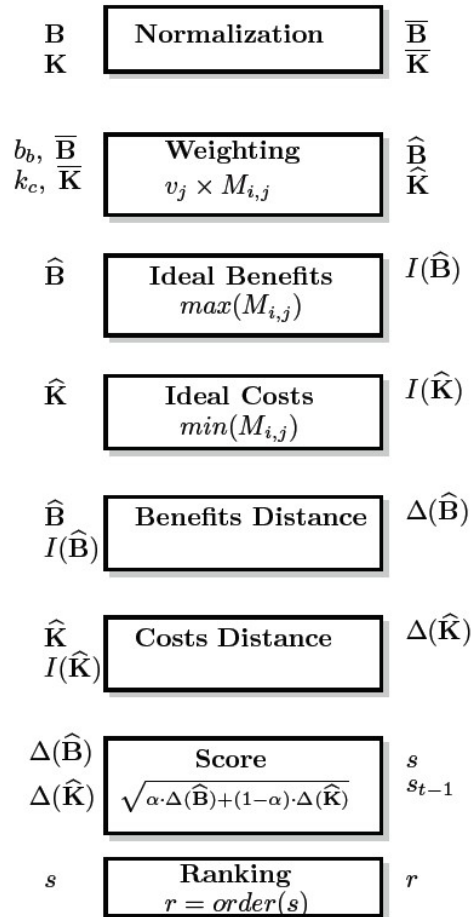 B Normalization B̅
K K̅
b_b, B̅ Weighting B̂
k_c, K̅ v_j × M_{i,j} K̂
B̂ Ideal Benefits I(B̂)
max(M_{i,j})
K̂ Ideal Costs I(K̂)
min(M_{i,j})
B̂ Benefits Distance Δ(B̂)
I(B̂)
K̂ Costs Distance Δ(K̂)
I(K̂)
Δ(B̂) Score s
Δ(K̂) √(α·Δ(B̂)+(1−α)·Δ(K̂)) s_{t−1}
s Ranking r
r = order(s)